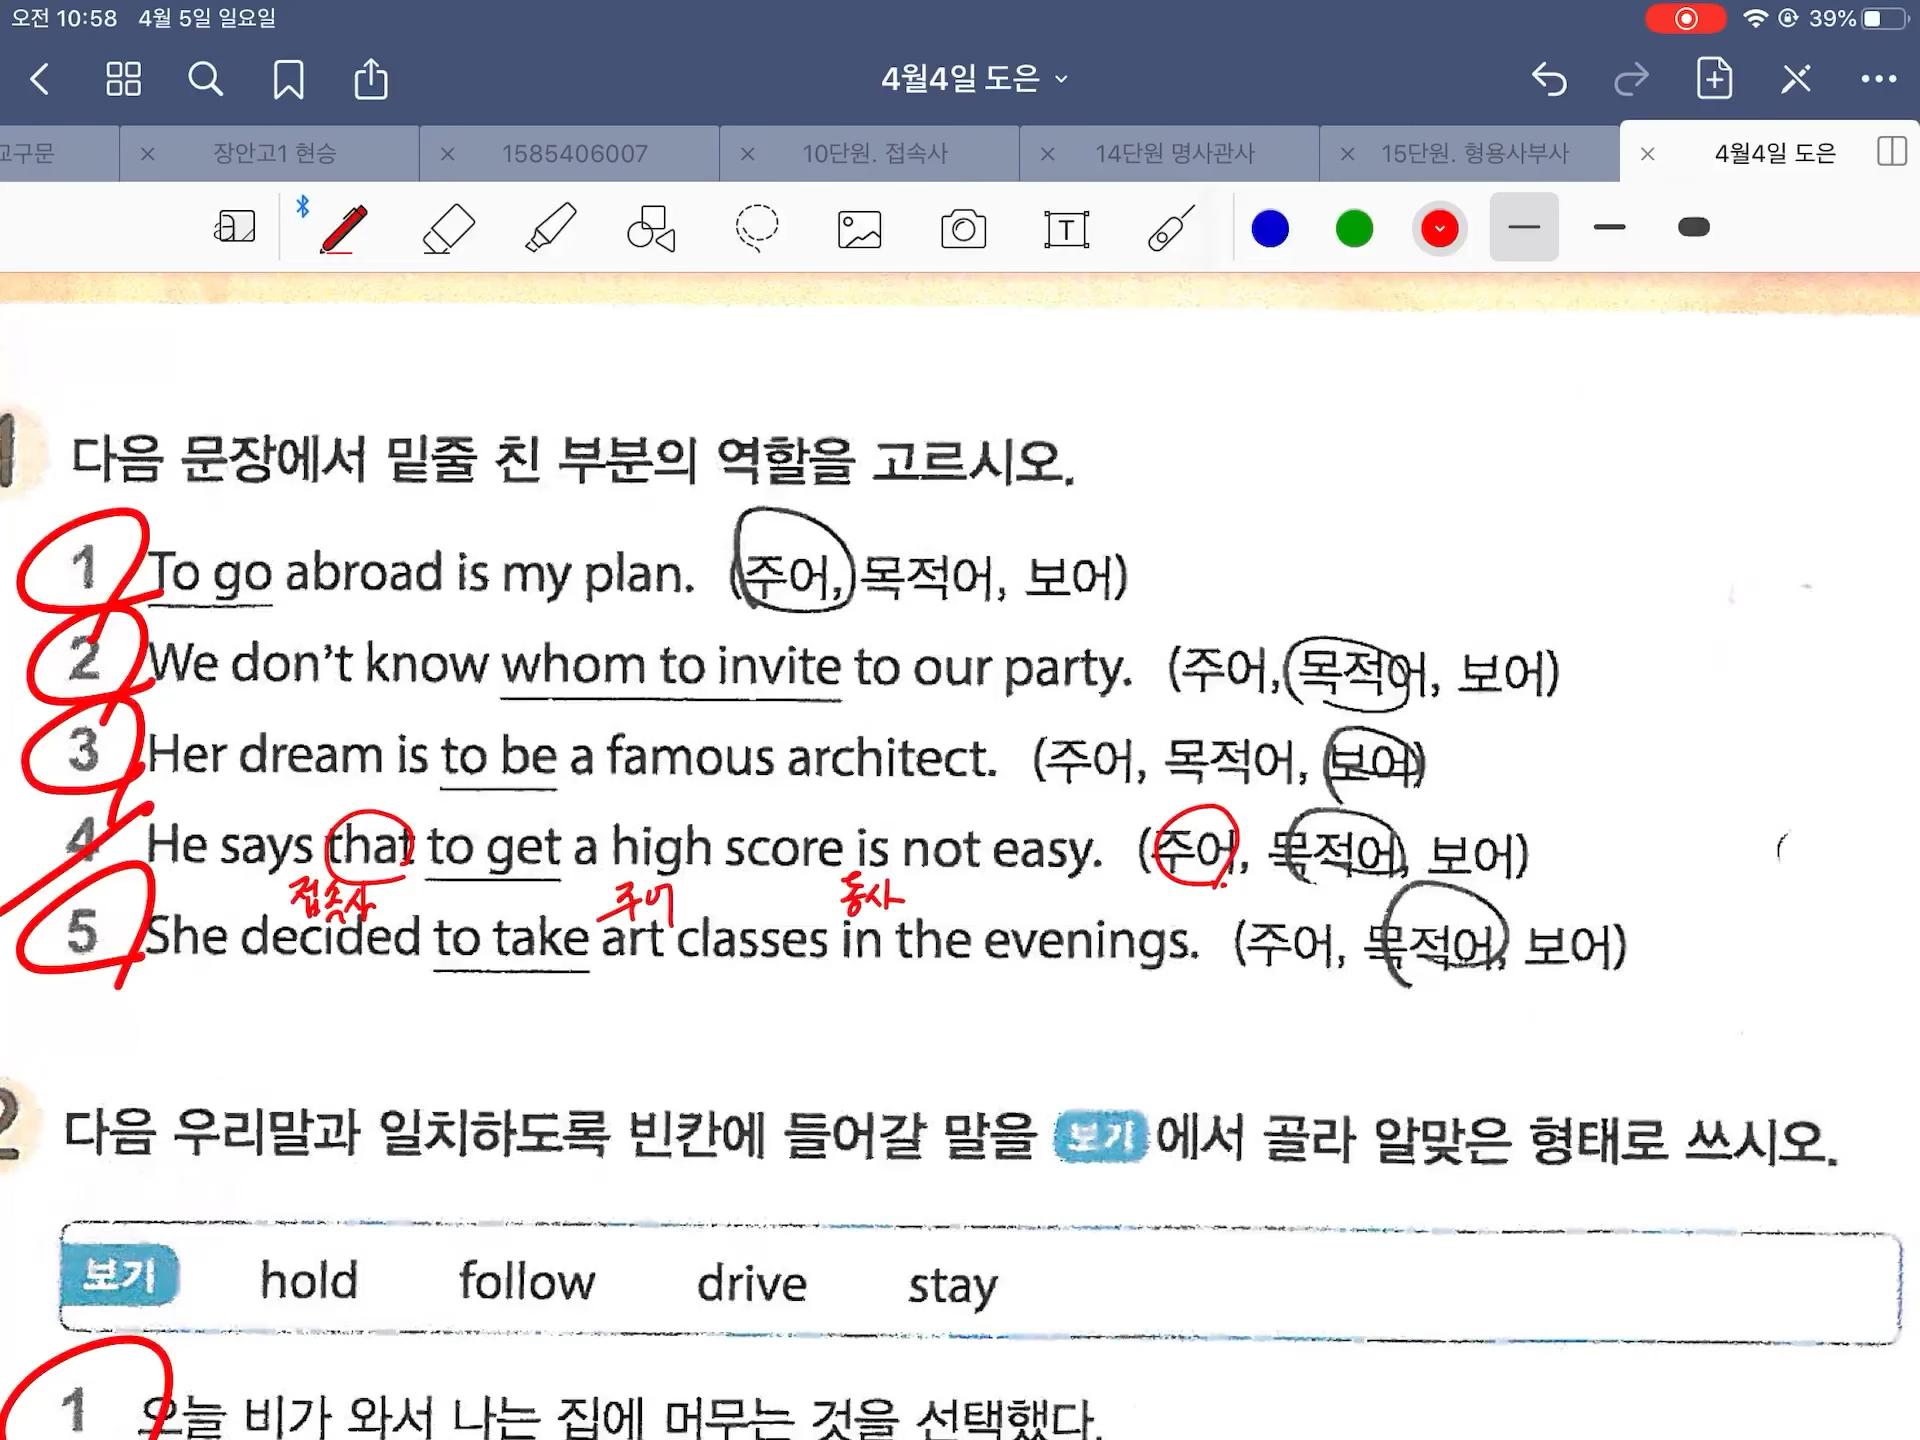 오전 10:58 4월 5일 일요일
39%
4월4일 도은
교구문
장안고1 현승
1585406007
10단원. 접속사
14단원 명사관사
15단원. 형용사부사
4월4일 도은
1 다음 문장에서 밑줄 친 부분의 역할을 고르시오.
1 To go abroad is my plan. (주어, 목적어, 보어)
2 We don't know whom to invite to our party. (주어, 목적어, 보어)
3 Her dream is to be a famous architect. (주어, 목적어, 보어)
4 He says that to get a high score is not easy. (주어, 목적어, 보어)
접속사 주어 동사
5 She decided to take art classes in the evenings. (주어, 목적어, 보어)
2 다음 우리말과 일치하도록 빈칸에 들어갈 말을 보기 에서 골라 알맞은 형태로 쓰시오.
보기 hold follow drive stay
1 오늘 비가 와서 나는 집에 머무는 것을 선택했다.